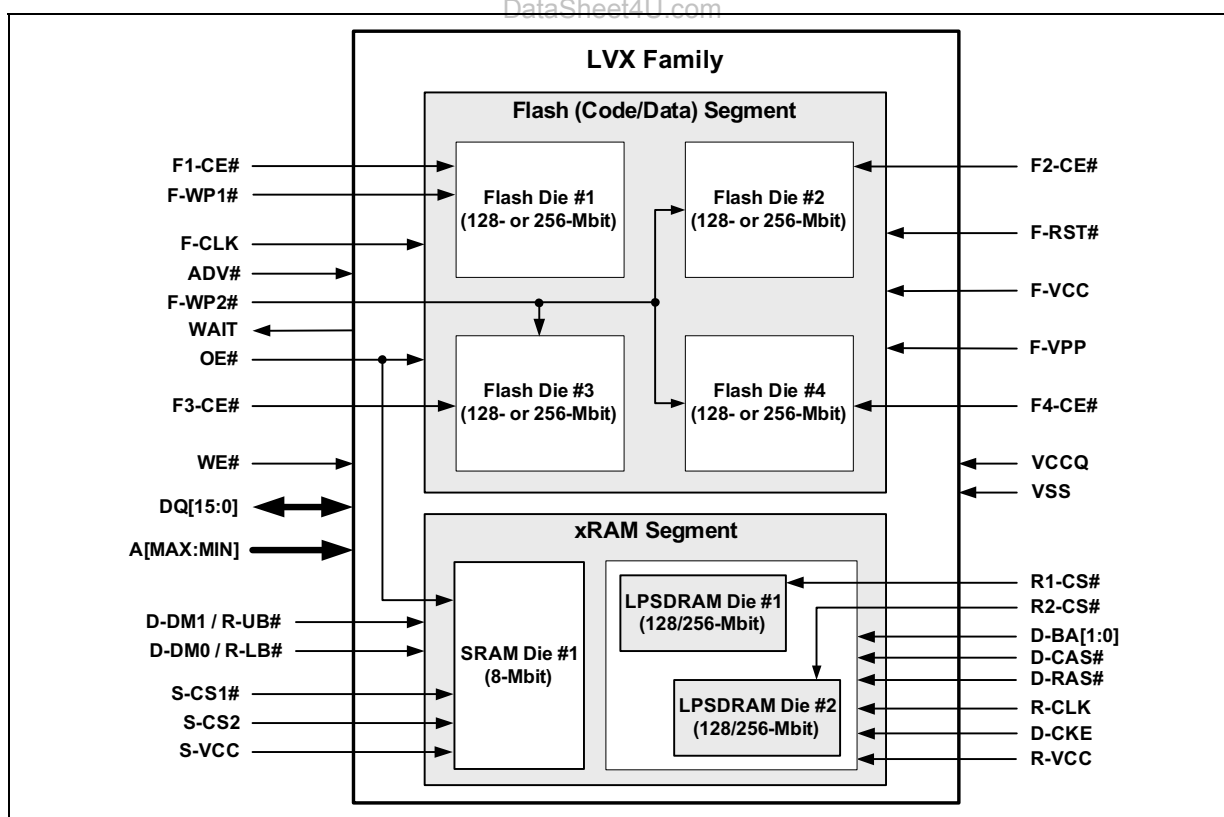 DataSheet4U.com
LVX Family
Flash (Code/Data) Segment
F1-CE#
F-WP1#
F-CLK
ADV#
F-WP2#
WAIT
OE#
F3-CE#
WE#
DQ[15:0]
A[MAX:MIN]
Flash Die #1
(128- or 256-Mbit)
Flash Die #2
(128- or 256-Mbit)
Flash Die #3
(128- or 256-Mbit)
Flash Die #4
(128- or 256-Mbit)
F2-CE#
F-RST#
F-VCC
F-VPP
F4-CE#
VCCQ
VSS
xRAM Segment
D-DM1 / R-UB#
D-DM0 / R-LB#
S-CS1#
S-CS2
S-VCC
SRAM Die #1
(8-Mbit)
LPSDRAM Die #1
(128/256-Mbit)
LPSDRAM Die #2
(128/256-Mbit)
R1-CS#
R2-CS#
D-BA[1:0]
D-CAS#
D-RAS#
R-CLK
D-CKE
R-VCC